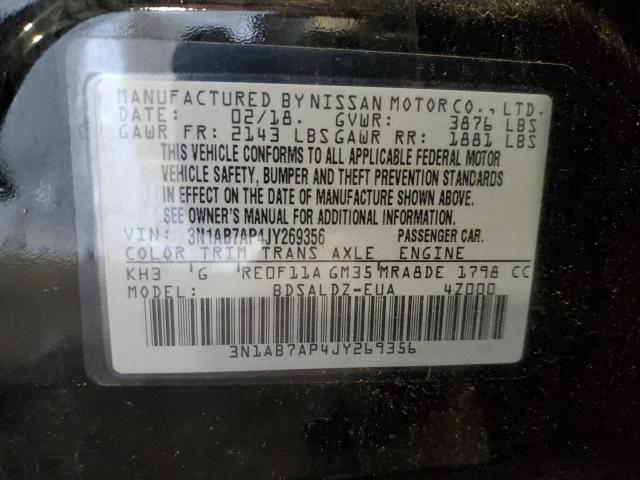 MANUFACTURED BY NISSAN MOTOR CO., LTD.
DATE: 02/18. GVWR: 3876 LBS
GAWR FR: 2143 LBS GAWR RR: 1881 LBS
THIS VEHICLE CONFORMS TO ALL APPLICABLE FEDERAL MOTOR
VEHICLE SAFETY, BUMPER AND THEFT PREVENTION STANDARDS
IN EFFECT ON THE DATE OF MANUFACTURE SHOWN ABOVE.
SEE OWNER'S MANUAL FOR ADDITIONAL INFORMATION.
VIN: 3N1AB7AP4JY269356 PASSENGER CAR.
COLOR TRIM TRANS AXLE ENGINE
KH3 G RE0F11A GM35 MRA8DE 1798 CC
MODEL: BDSALDZ-EUA 4Z000
3N1AB7AP4JY269356